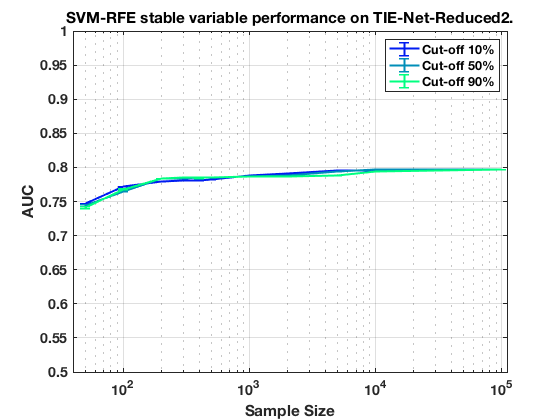 SVM-RFE stable variable performance on TIE-Net-Reduced2.
Cut-off 10%
Cut-off 50%
Cut-off 90%
1
0.95
0.9
0.85
0.8
0.75
0.7
0.65
0.6
0.55
0.5
AUC
10² 10³ 10⁴ 10⁵
Sample Size